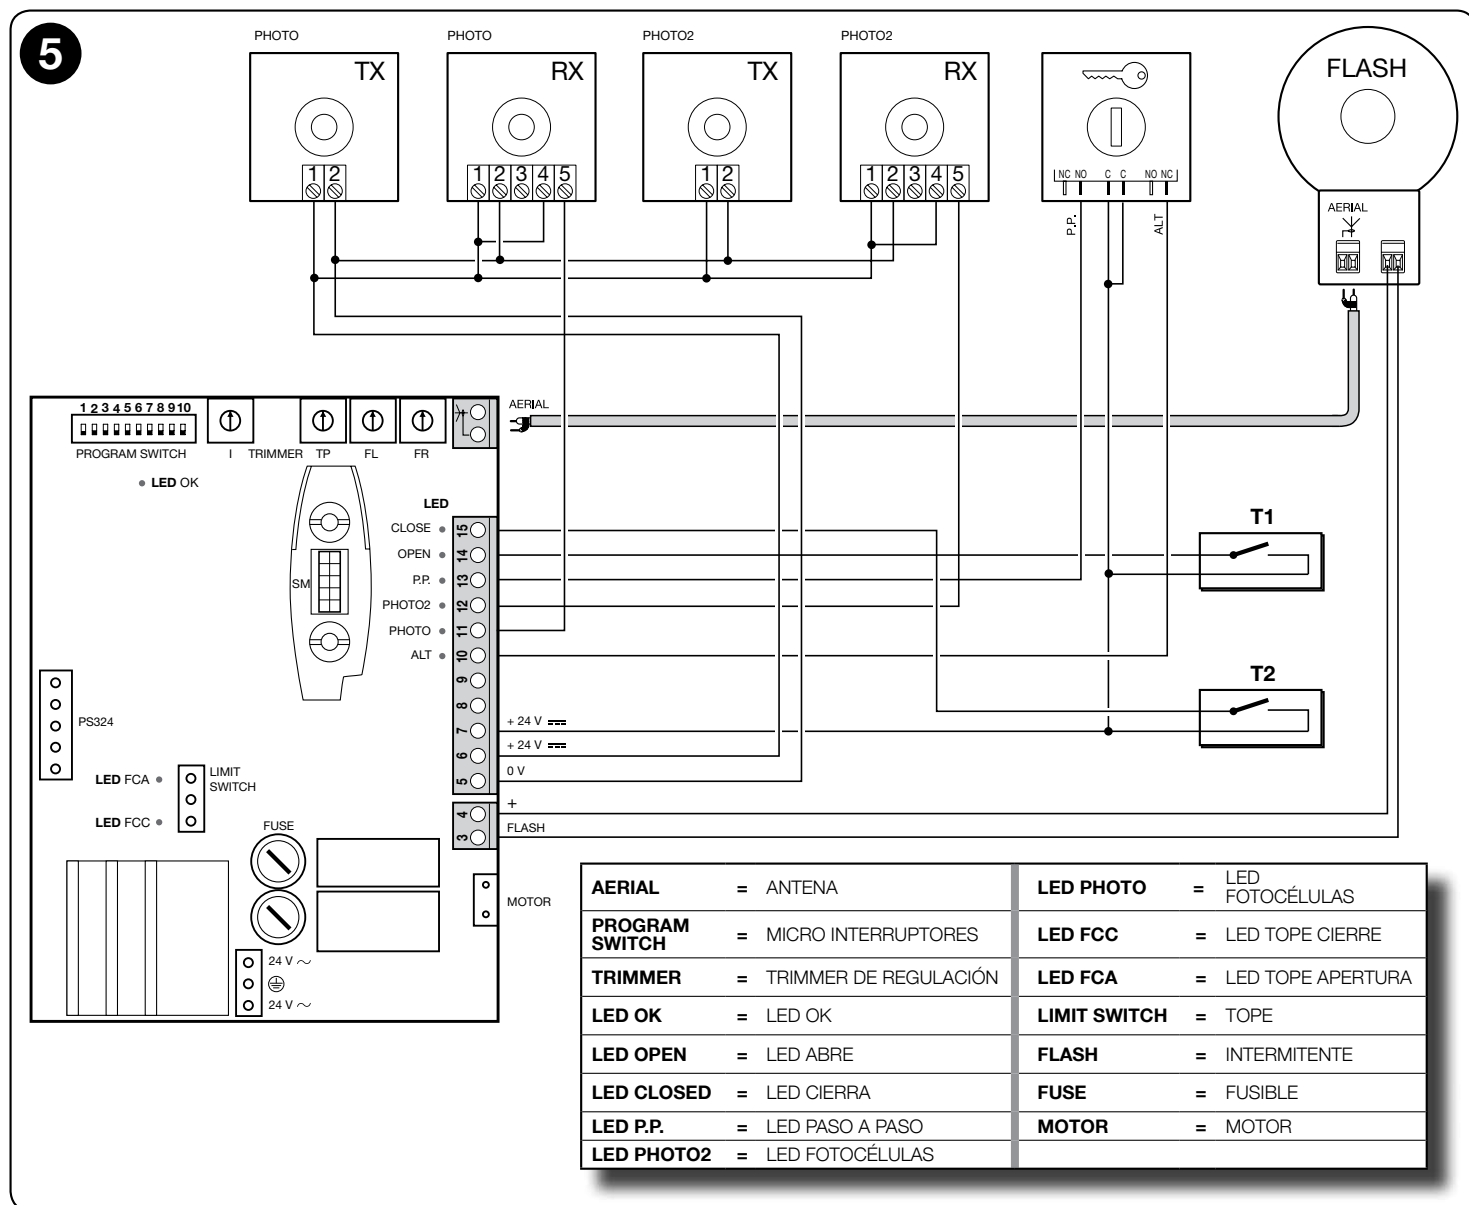 5
PHOTO
PHOTO
PHOTO2
PHOTO2
TX
RX
TX
RX
FLASH
1 2
1 2 3 4 5
1 2
1 2 3 4 5
NC NO C C NO NC
P.P.
ALT
AERIAL
1 2 3 4 5 6 7 8 9 10
PROGRAM SWITCH
I TRIMMER TP FL FR
AERIAL
LED OK
LED
CLOSE 15
OPEN 14
P.P. 13
PHOTO2 12
PHOTO 11
ALT 10
9
8
7 + 24 V
6 + 24 V
5 0 V
4 +
3 FLASH
SM
T1
T2
PS324
LED FCA
LIMIT
SWITCH
LED FCC
FUSE
MOTOR
24 V ~
24 V ~
AERIAL = ANTENA
PROGRAM
SWITCH = MICRO INTERRUPTORES
TRIMMER = TRIMMER DE REGULACIÓN
LED OK = LED OK
LED OPEN = LED ABRE
LED CLOSED = LED CIERRA
LED P.P. = LED PASO A PASO
LED PHOTO2 = LED FOTOCÉLULAS
LED PHOTO = LED
FOTOCÉLULAS
LED FCC = LED TOPE CIERRE
LED FCA = LED TOPE APERTURA
LIMIT SWITCH = TOPE
FLASH = INTERMITENTE
FUSE = FUSIBLE
MOTOR = MOTOR